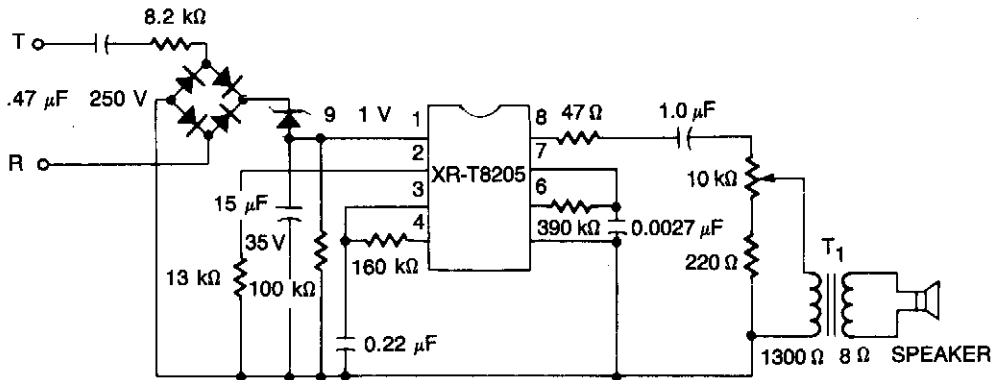 8.2 kΩ
T
.47 μF 250 V
R
9 1 V
1
2
3
4
XR-T8205
8
7
6
47 Ω
1.0 μF
10 kΩ
15 μF
35 V
390 kΩ
0.0027 μF
160 kΩ
13 kΩ
100 kΩ
220 Ω
T1
0.22 μF
1300 Ω
8 Ω
SPEAKER